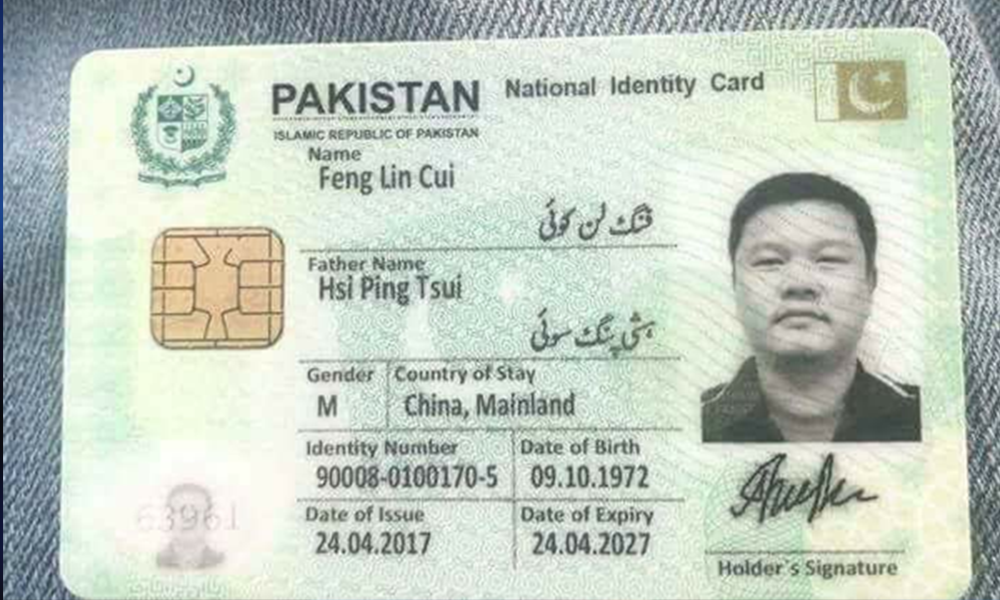 PAKISTAN National Identity Card
ISLAMIC REPUBLIC OF PAKISTAN
Name
Feng Lin Cui
فنگ لن کوئی
Father Name
Hsi Ping Tsui
ہشی پنگ سوئی
Gender Country of Stay
M China, Mainland
Identity Number Date of Birth
90008-0100170-5 09.10.1972
Date of Issue Date of Expiry
24.04.2017 24.04.2027
63961
Holder's Signature